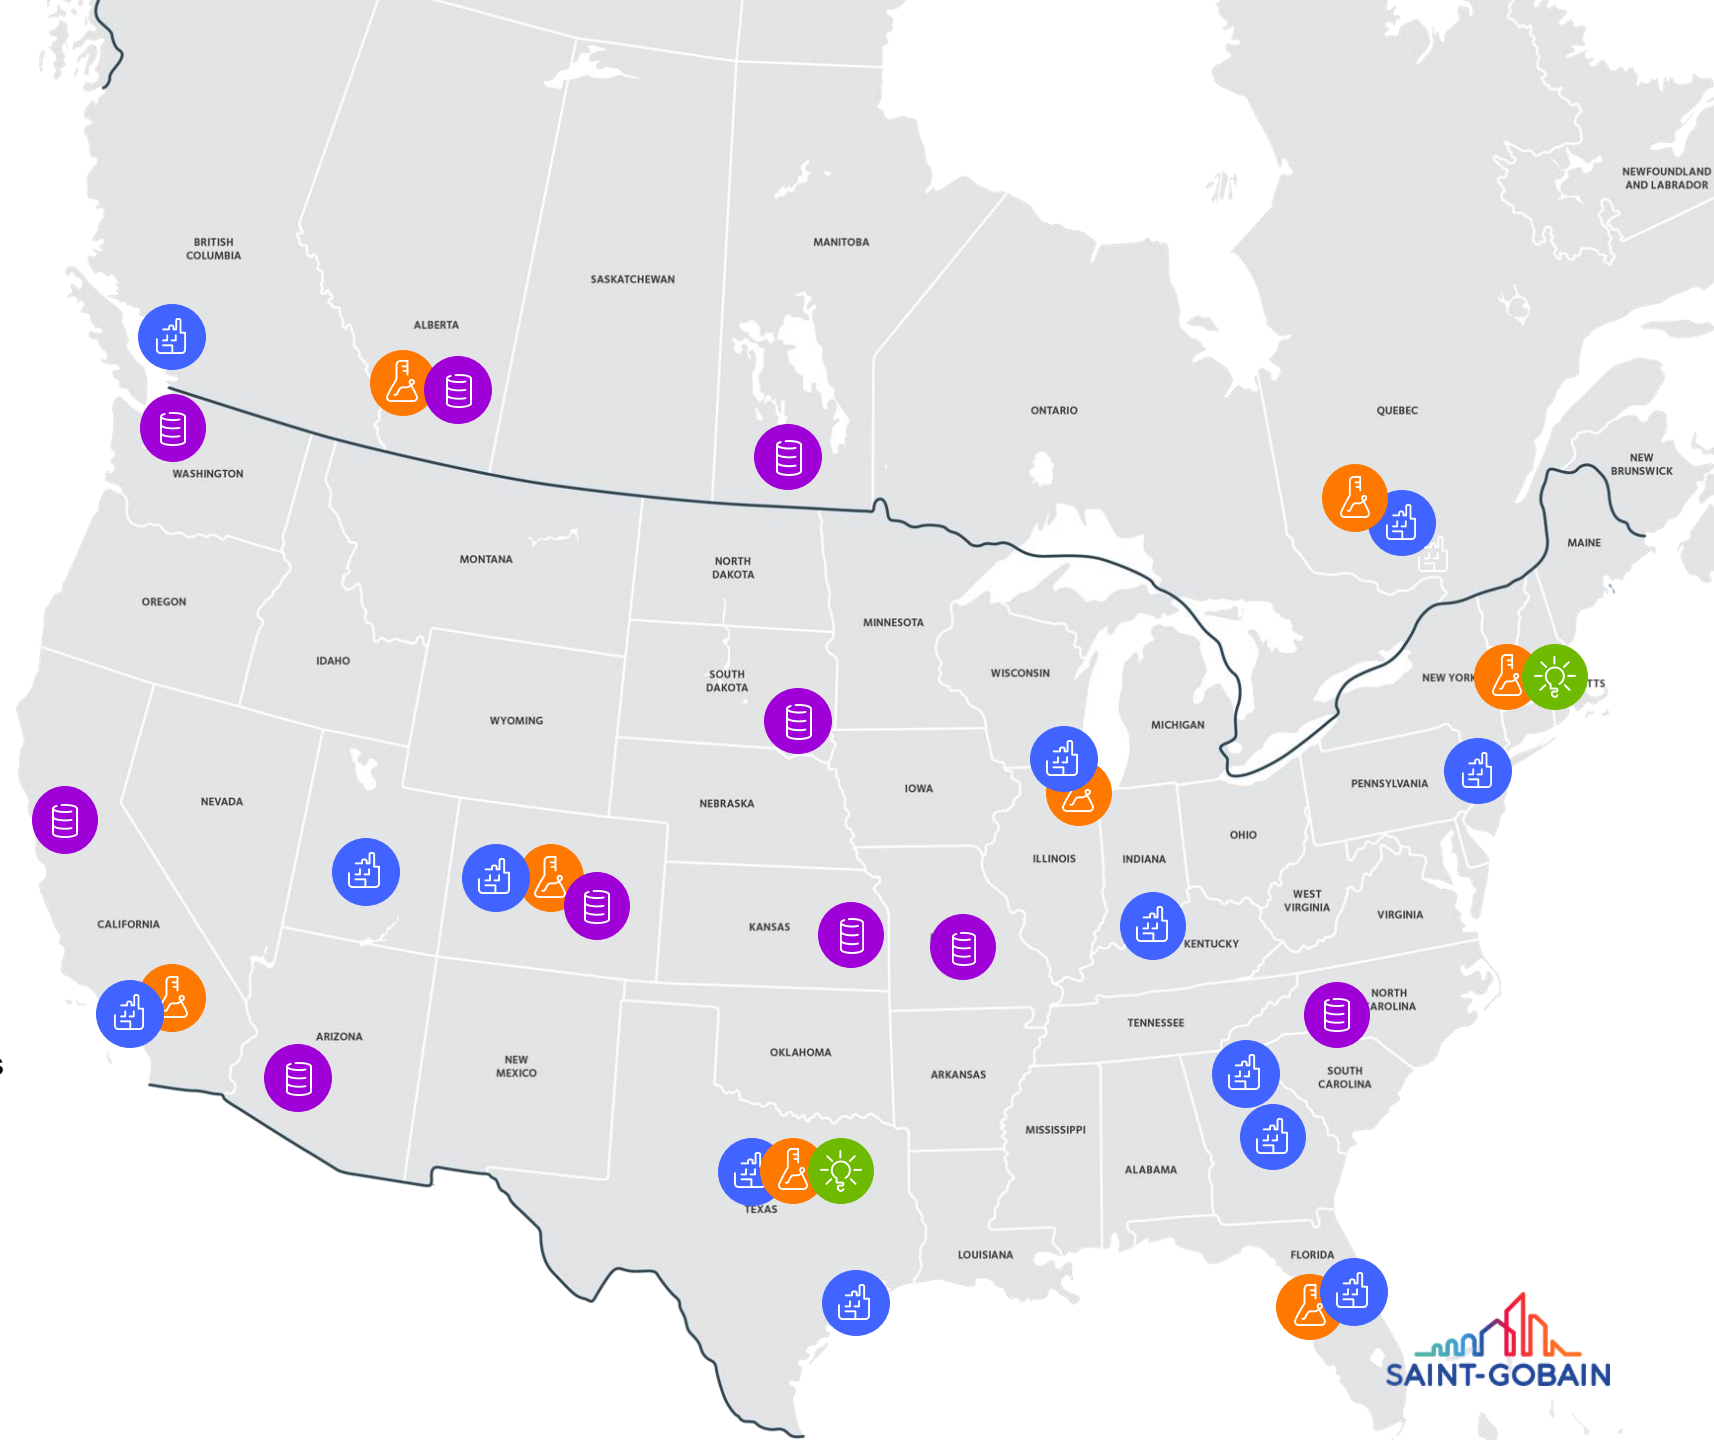 NEWFOUNDLAND
AND LABRADOR
BRITISH
COLUMBIA
MANITOBA
SASKATCHEWAN
ALBERTA
ONTARIO
QUEBEC
NEW
BRUNSWICK
WASHINGTON
MAINE
MONTANA
NORTH
DAKOTA
OREGON
MINNESOTA
IDAHO
SOUTH
DAKOTA
WISCONSIN
NEW YORK
TTS
WYOMING
MICHIGAN
PENNSYLVANIA
NEVADA
NEBRASKA
IOWA
OHIO
ILLINOIS
INDIANA
WEST
VIRGINIA
VIRGINIA
CALIFORNIA
KANSAS
KENTUCKY
NORTH
CAROLINA
TENNESSEE
ARIZONA
OKLAHOMA
NEW
MEXICO
s
ARKANSAS
SOUTH
CAROLINA
MISSISSIPPI
ALABAMA
TEXAS
LOUISIANA
FLORIDA
SAINT-GOBAIN